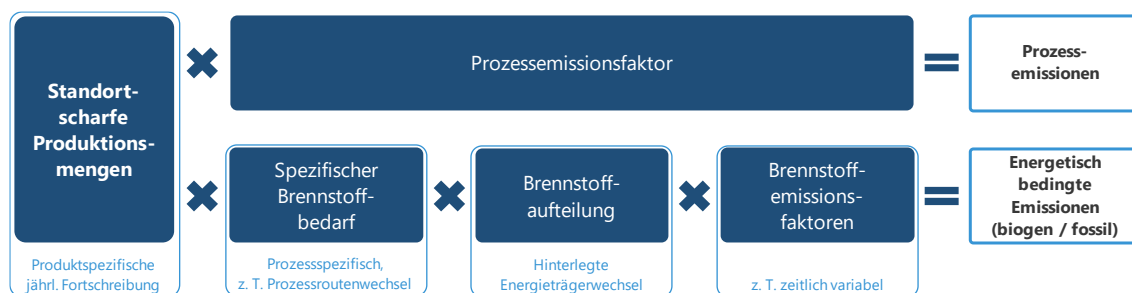 Standort-
scharfe
Produktions-
mengen
Produktspezifische
jährl. Fortschreibung
Prozessemissionsfaktor
Prozess-
emissionen
Spezifischer
Brennstoff-
bedarf
Prozessspezifisch,
z. T. Prozessroutenwechsel
Brennstoff-
aufteilung
Hinterlegte
Energieträgerwechsel
Brennstoff-
emissions-
faktoren
z. T. zeitlich variabel
Energetisch
bedingte
Emissionen
(biogen / fossil)